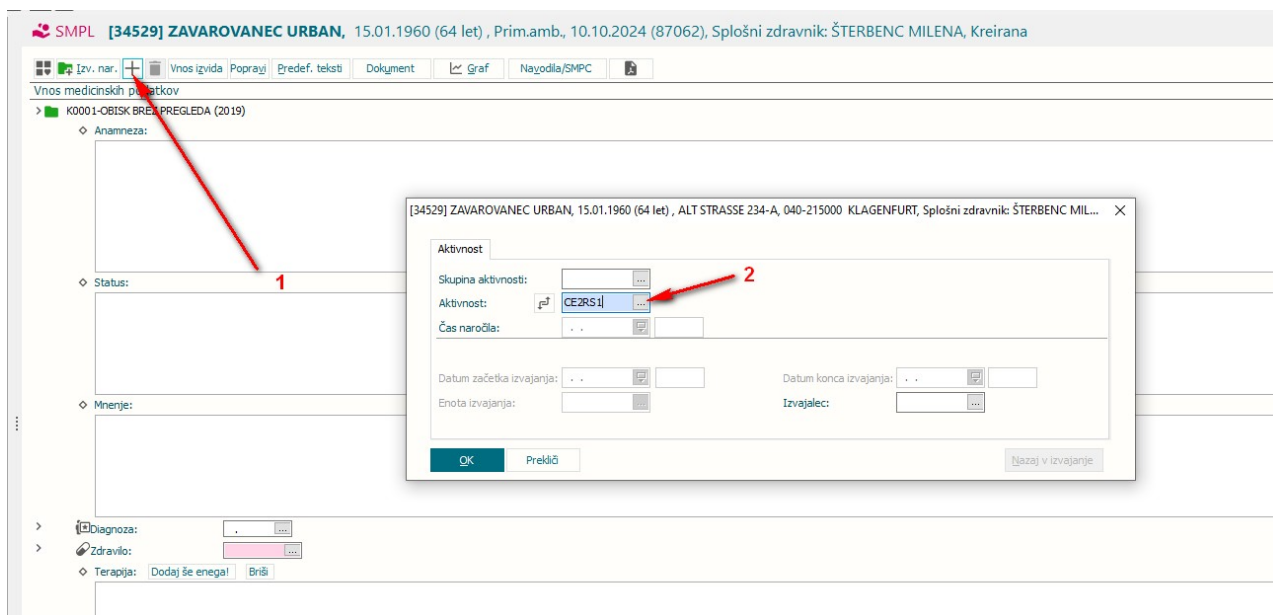 SMPL [34529] ZAVAROVANEC URBAN, 15.01.1960 (64 let) , Prim.amb., 10.10.2024 (87062), Splošni zdravnik: ŠTERBENC MILENA, Kreirana
Izv. nar. Vnos izvida Popravi Predef. teksti Dokument Graf Navodila/SMPC
Vnos medicinskih podatkov
K0001-OBISK BREZ PREGLEDA (2019)
Anamneza:
1
Status:
Mnenje:
Diagnoza: .
Zdravilo:
Terapija: Dodaj še enega! Briši
[34529] ZAVAROVANEC URBAN, 15.01.1960 (64 let) , ALT STRASSE 234-A, 040-215000 KLAGENFURT, Splošni zdravnik: ŠTERBENC MIL...
Aktivnost
Skupina aktivnosti: ...
2
Aktivnost: CE2RS1 ...
Čas naročila: . .
Datum začetka izvajanja: . . Datum konca izvajanja: . .
Enota izvajanja: ... Izvajalec: ...
OK Prekliči Nazaj v izvajanje